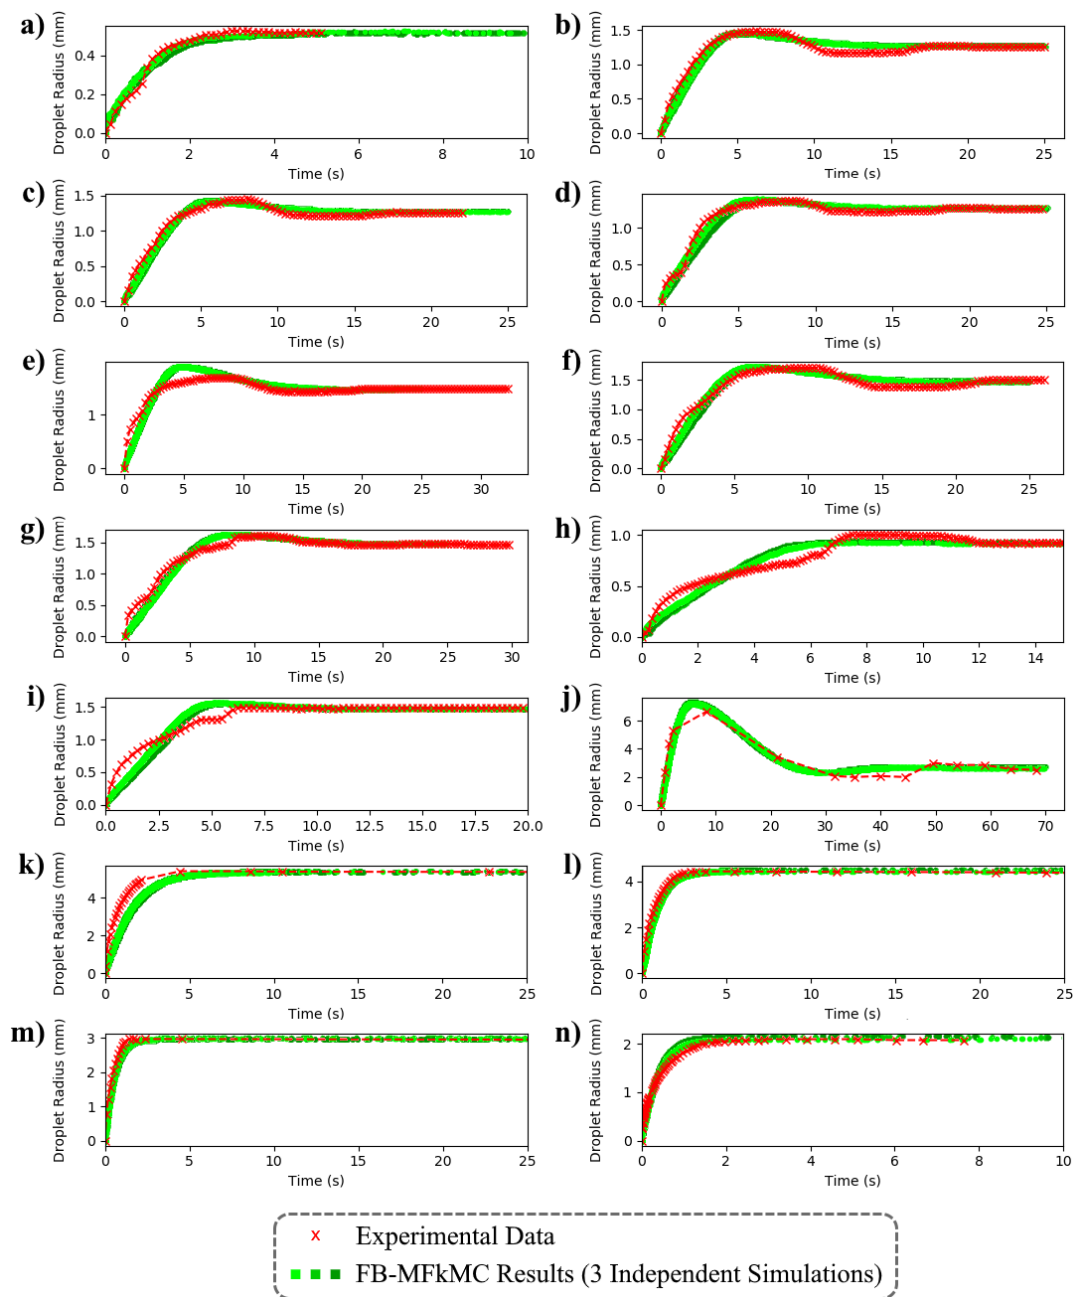 a)
Droplet Radius (mm)
0.4
0.2
0.0
0 2 4 6 8 10
Time (s)
b)
Droplet Radius (mm)
1.5
1.0
0.5
0.0
0 5 10 15 20 25
Time (s)
c)
Droplet Radius (mm)
1.5
1.0
0.5
0.0
0 5 10 15 20 25
Time (s)
d)
Droplet Radius (mm)
1.0
0.5
0.0
0 5 10 15 20 25
Time (s)
e)
Droplet Radius (mm)
1
0
0 5 10 15 20 25 30
Time (s)
f)
Droplet Radius (mm)
1.5
1.0
0.5
0.0
0 5 10 15 20 25
Time (s)
g)
Droplet Radius (mm)
1.5
1.0
0.5
0.0
0 5 10 15 20 25 30
Time (s)
h)
Droplet Radius (mm)
1.0
0.5
0.0
0 2 4 6 8 10 12 14
Time (s)
i)
Droplet Radius (mm)
1.5
1.0
0.5
0.0
0.0 2.5 5.0 7.5 10.0 12.5 15.0 17.5 20.0
Time (s)
j)
Droplet Radius (mm)
6
4
2
0
0 10 20 30 40 50 60 70
Time (s)
k)
Droplet Radius (mm)
4
2
0
0 5 10 15 20 25
Time (s)
l)
Droplet Radius (mm)
4
2
0
0 5 10 15 20 25
Time (s)
m)
Droplet Radius (mm)
3
2
1
0
0 5 10 15 20 25
Time (s)
n)
Droplet Radius (mm)
2
1
0
0 2 4 6 8 10
Time (s)
Experimental Data
FB-MFkMC Results (3 Independent Simulations)